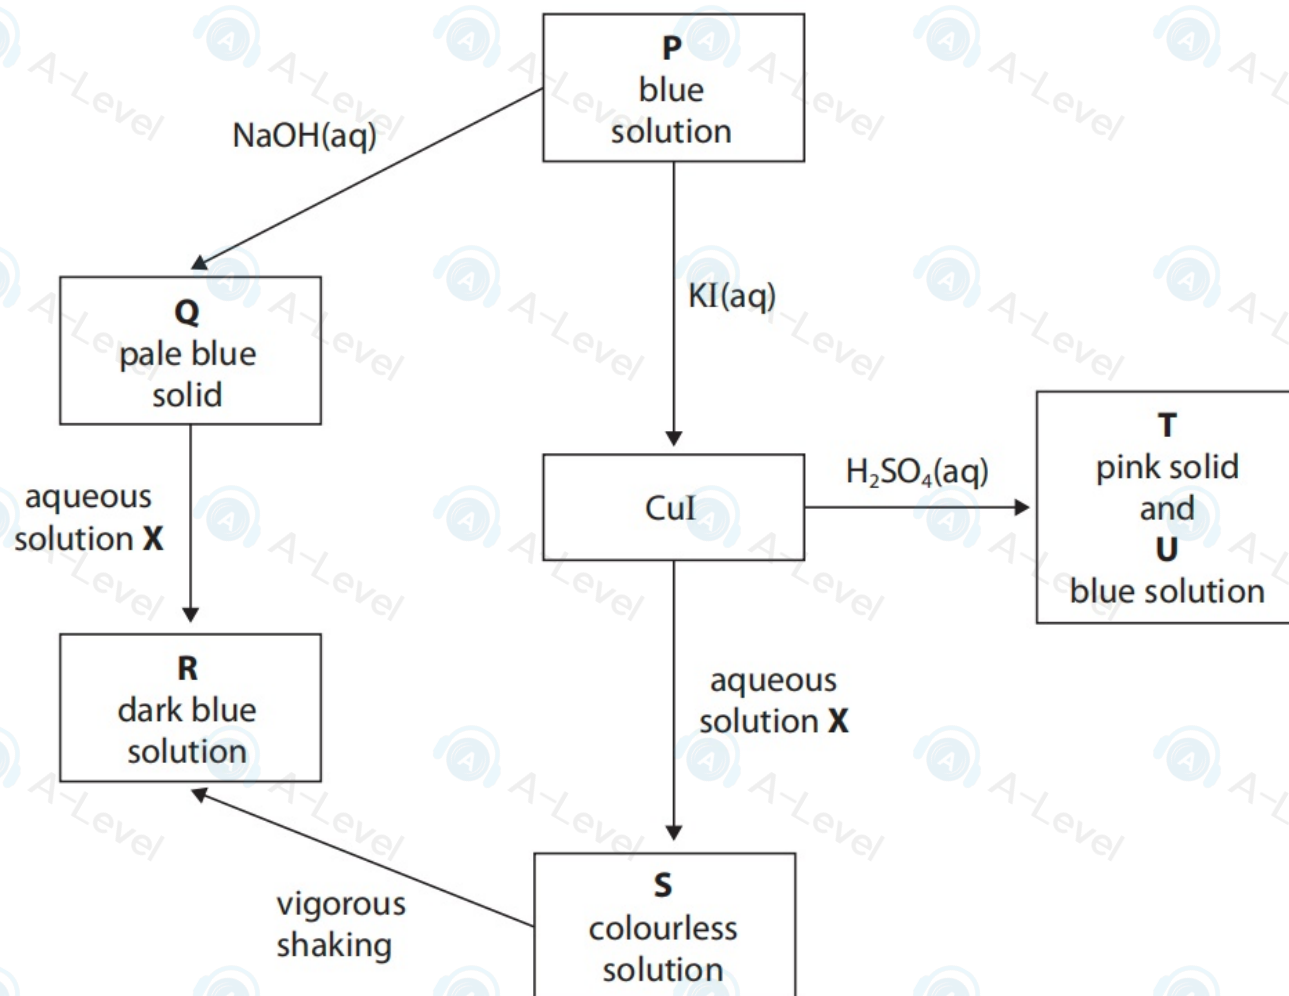 P
blue
solution
NaOH(aq)
KI(aq)
Q
pale blue
solid
aqueous
solution X
CuI
H₂SO₄(aq)
T
pink solid
and
U
blue solution
R
dark blue
solution
aqueous
solution X
vigorous
shaking
S
colourless
solution
A-Level